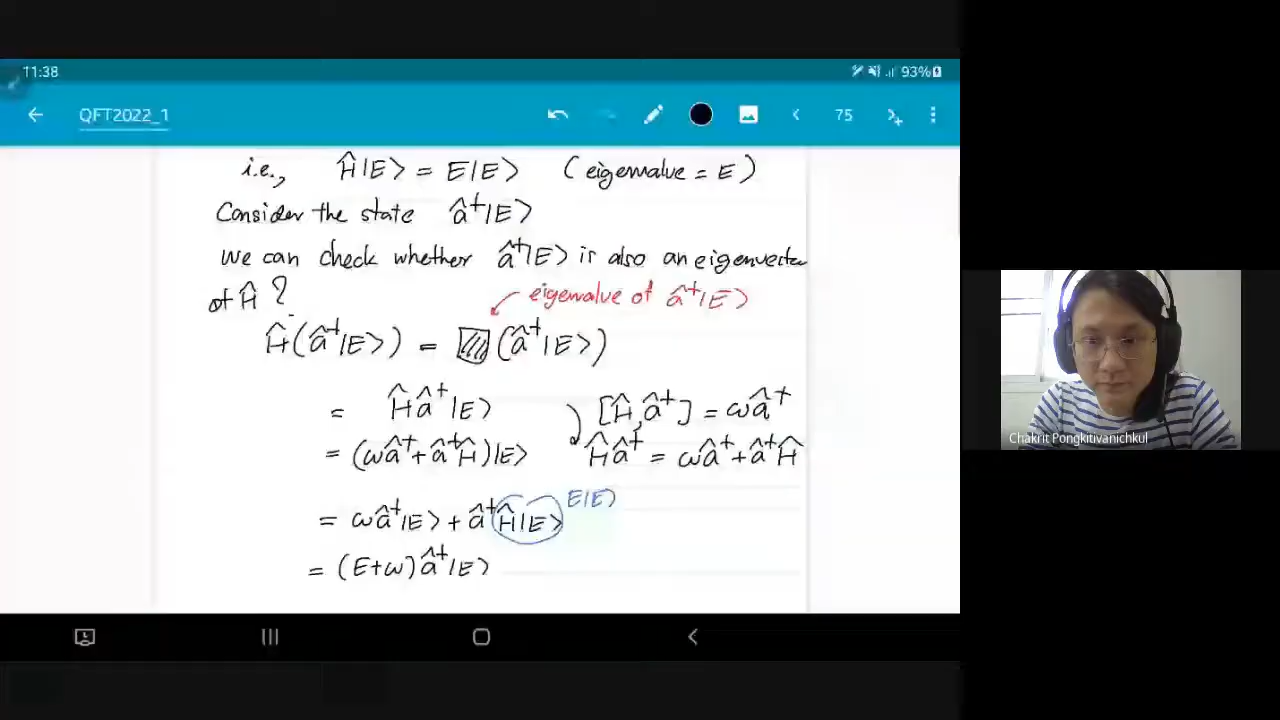 11:38
93%
QFT2022_1
75
i.e., Ĥ|E> = E|E> (eigenvalue = E)
Consider the state â†|E>
we can check whether â†|E> is also an eigenvector
of Ĥ ?
eigenvalue of â†|E>
Ĥ(â†|E>) = (â†|E>)
= Ĥâ†|E> [Ĥ,â†] = ωâ†
= (ωâ†+â†Ĥ)|E> Ĥâ† = ωâ†+â†Ĥ
= ωâ†|E> + â†Ĥ|E> E|E>
= (E+ω)â†|E>
Chakrit Pongkitivanichkul